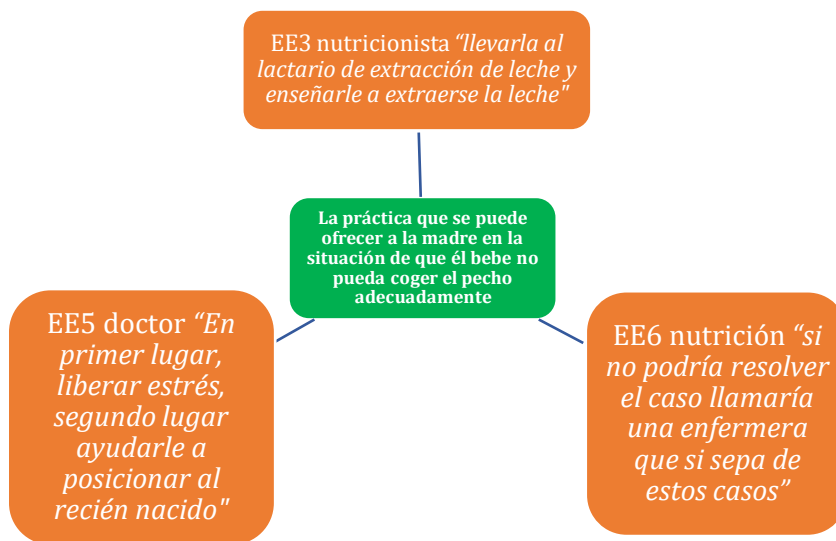 EE3 nutricionista “llevarla al
lactario de extracción de leche y
enseñarle a extraerse la leche"
La práctica que se puede
ofrecer a la madre en la
situación de que él bebe no
pueda coger el pecho
adecuadamente
EE5 doctor “En
primer lugar,
liberar estrés,
segundo lugar
ayudarle a
posicionar al
recién nacido"
EE6 nutrición “si
no podría resolver
el caso llamaría
una enfermera
que si sepa de
estos casos”